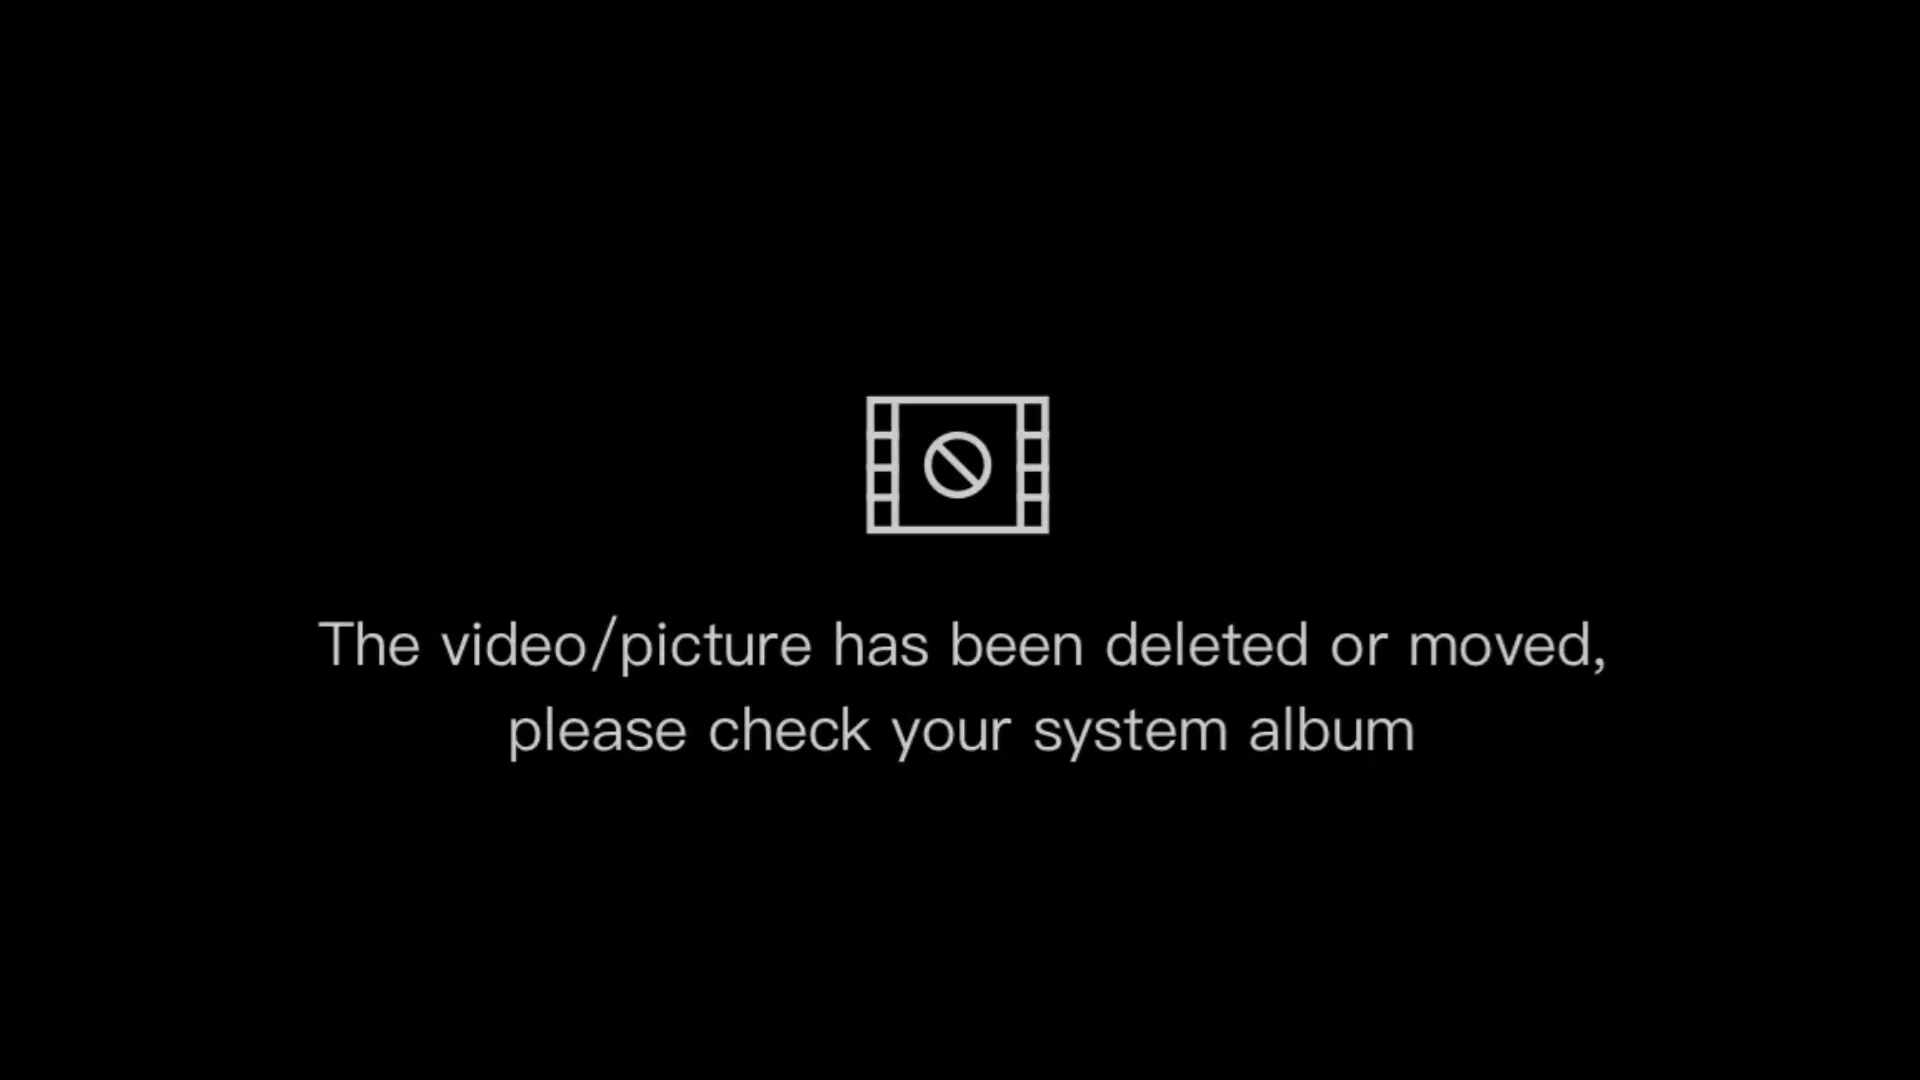 The video/picture has been deleted or moved,
please check your system album